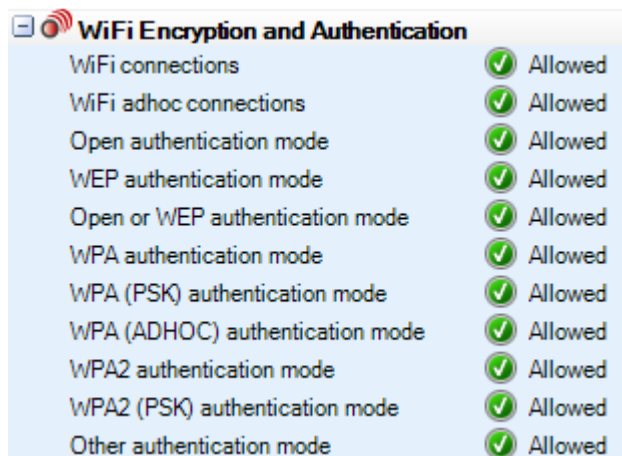 WiFi Encryption and Authentication
WiFi connections Allowed
WiFi adhoc connections Allowed
Open authentication mode Allowed
WEP authentication mode Allowed
Open or WEP authentication mode Allowed
WPA authentication mode Allowed
WPA (PSK) authentication mode Allowed
WPA (ADHOC) authentication mode Allowed
WPA2 authentication mode Allowed
WPA2 (PSK) authentication mode Allowed
Other authentication mode Allowed